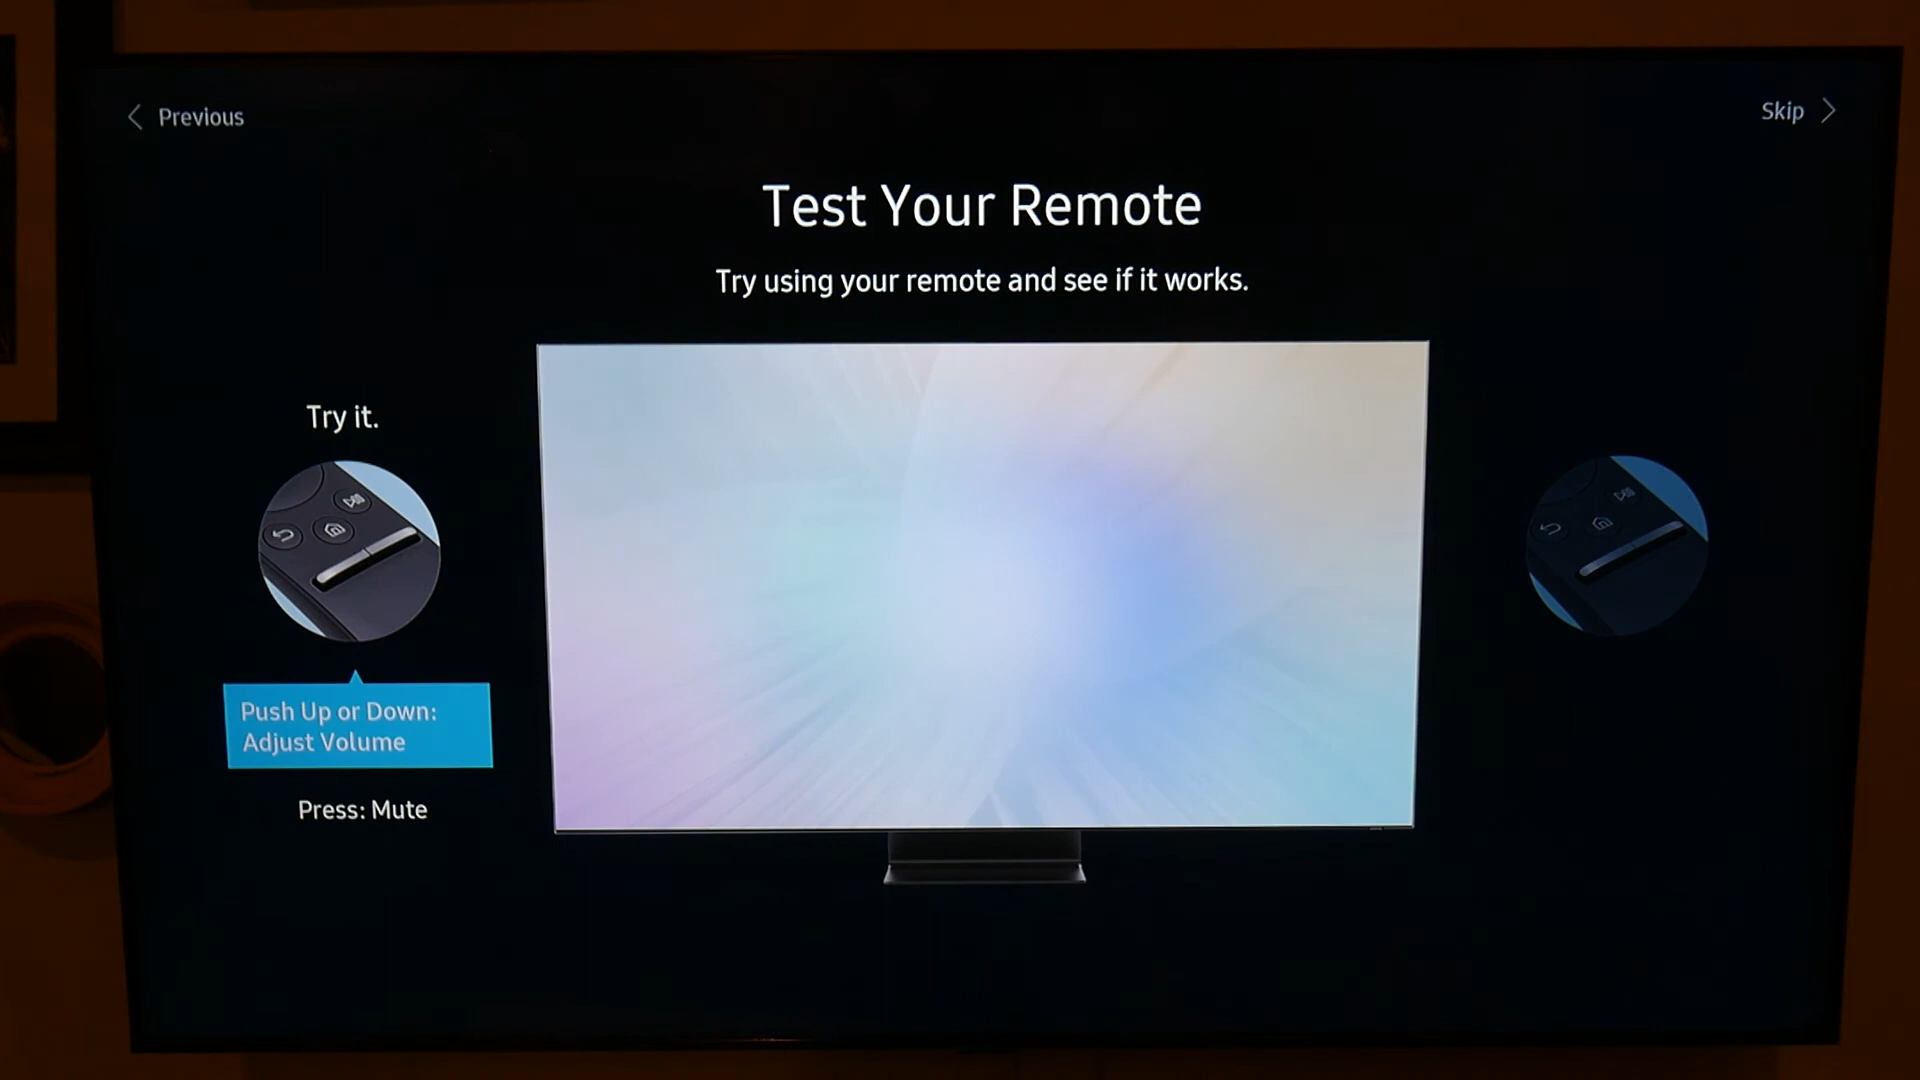 Previous
Skip
Test Your Remote
Try using your remote and see if it works.
Try it.
Push Up or Down:
Adjust Volume
Press: Mute